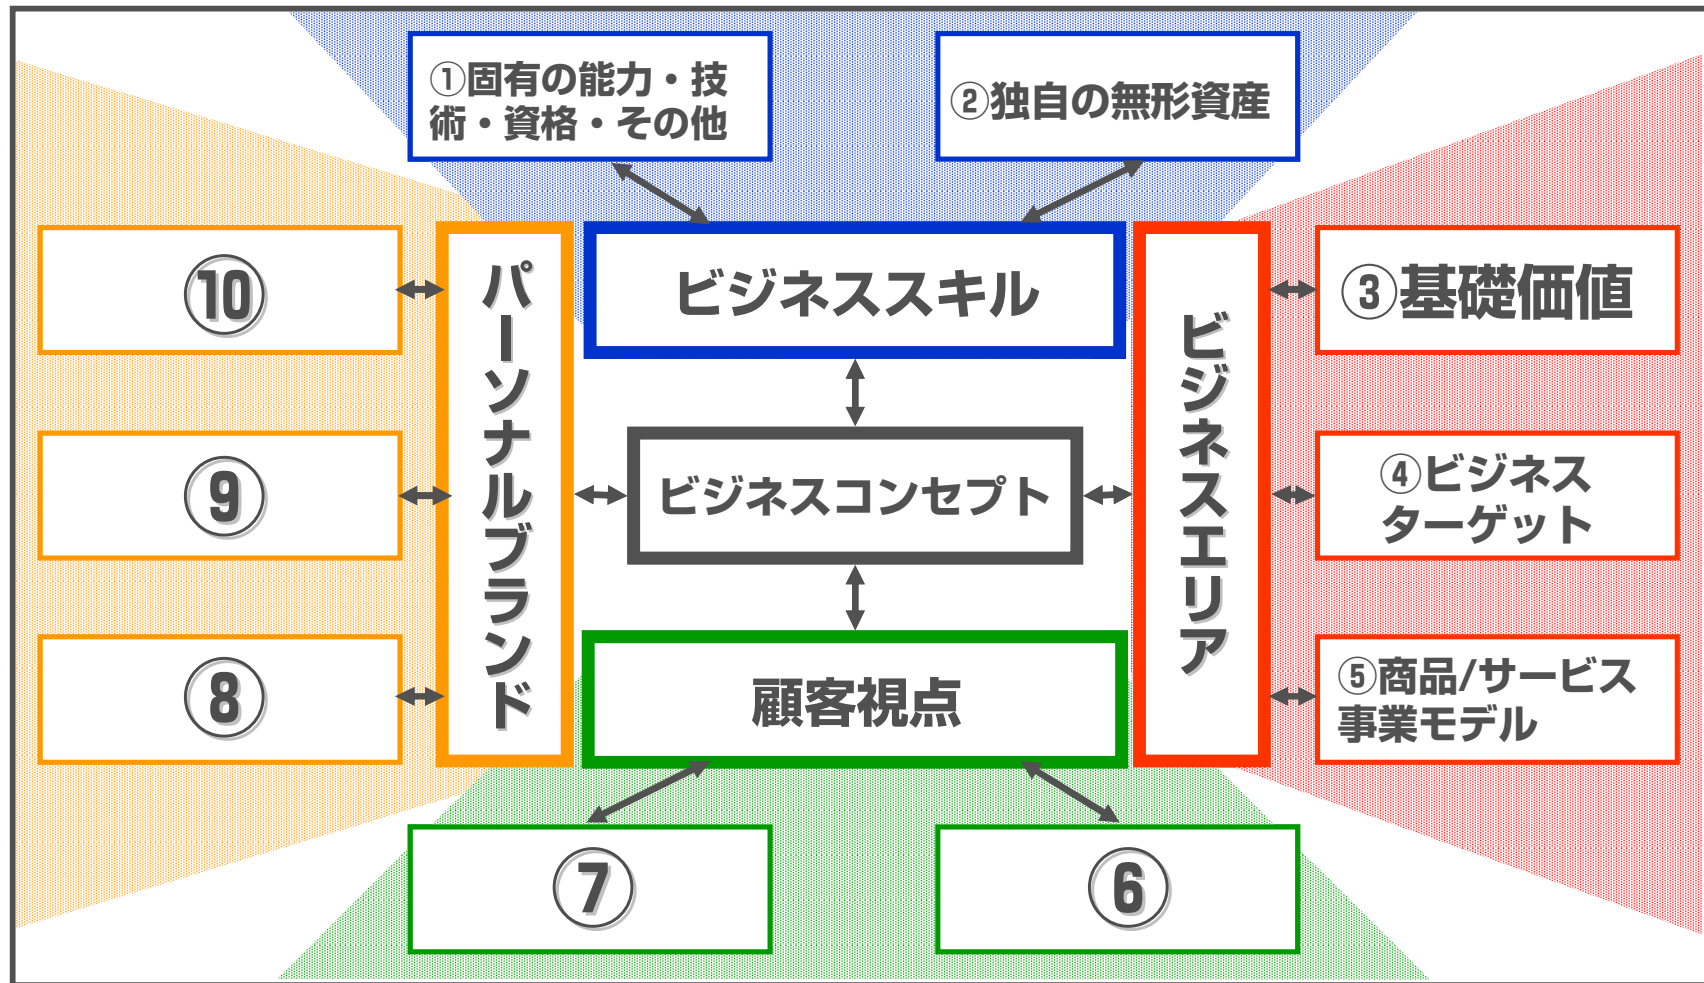 ①固有の能力・技
術・資格・その他
②独自の無形資産
⑩
パーソナルブランド
ビジネススキル
ビジネスエリア
③基礎価値
⑨
ビジネスコンセプト
④ビジネス
ターゲット
⑧
顧客視点
⑤商品/サービス
事業モデル
⑦
⑥